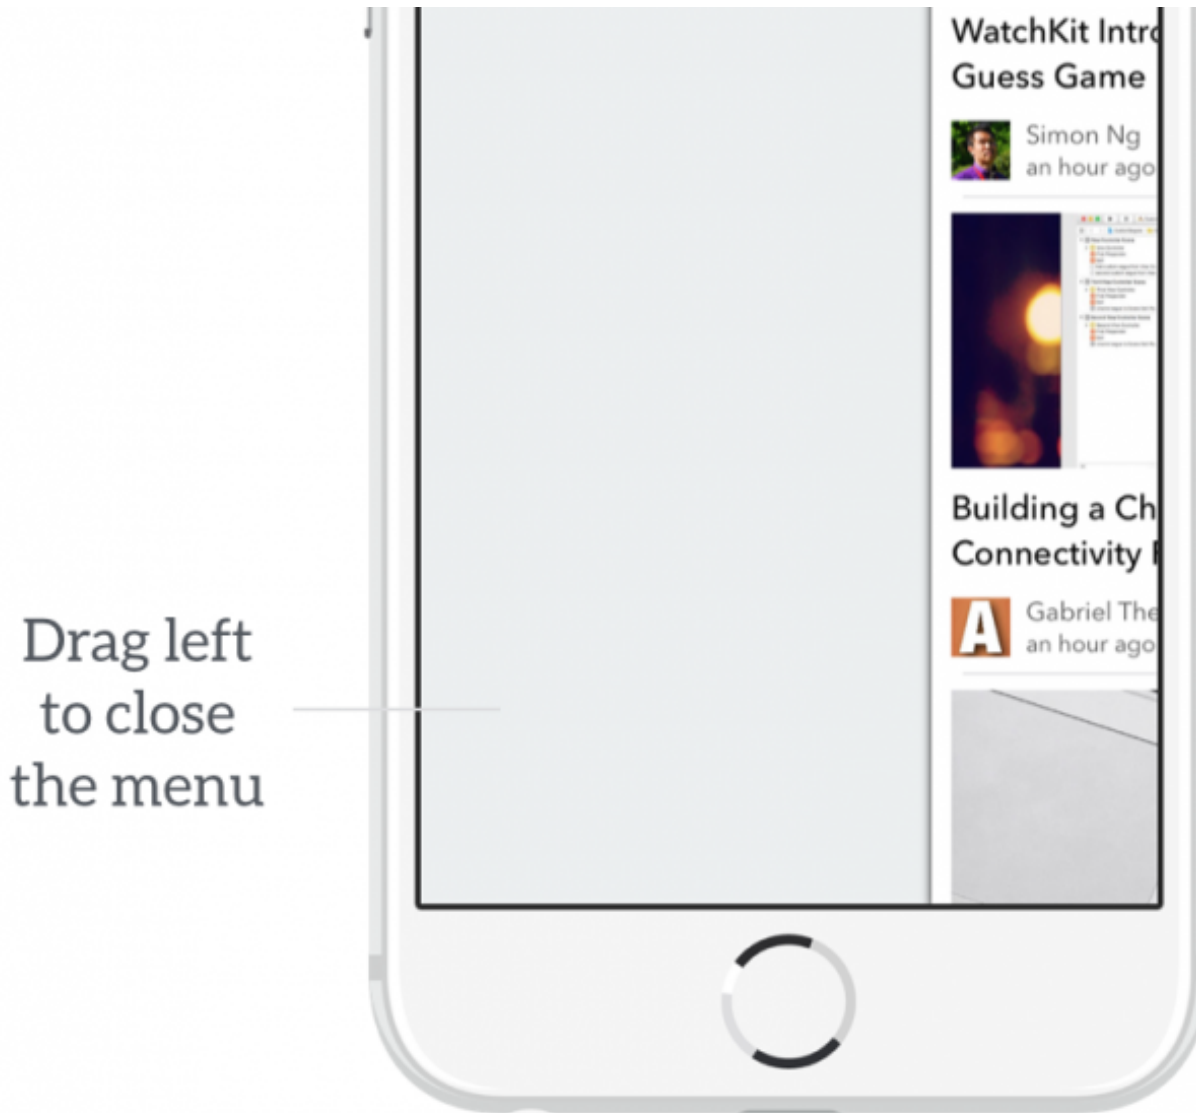 Drag left
to close
the menu
WatchKit Intro
Guess Game
Simon Ng
an hour ago
Building a Ch
Connectivity
A
Gabriel The
an hour ago